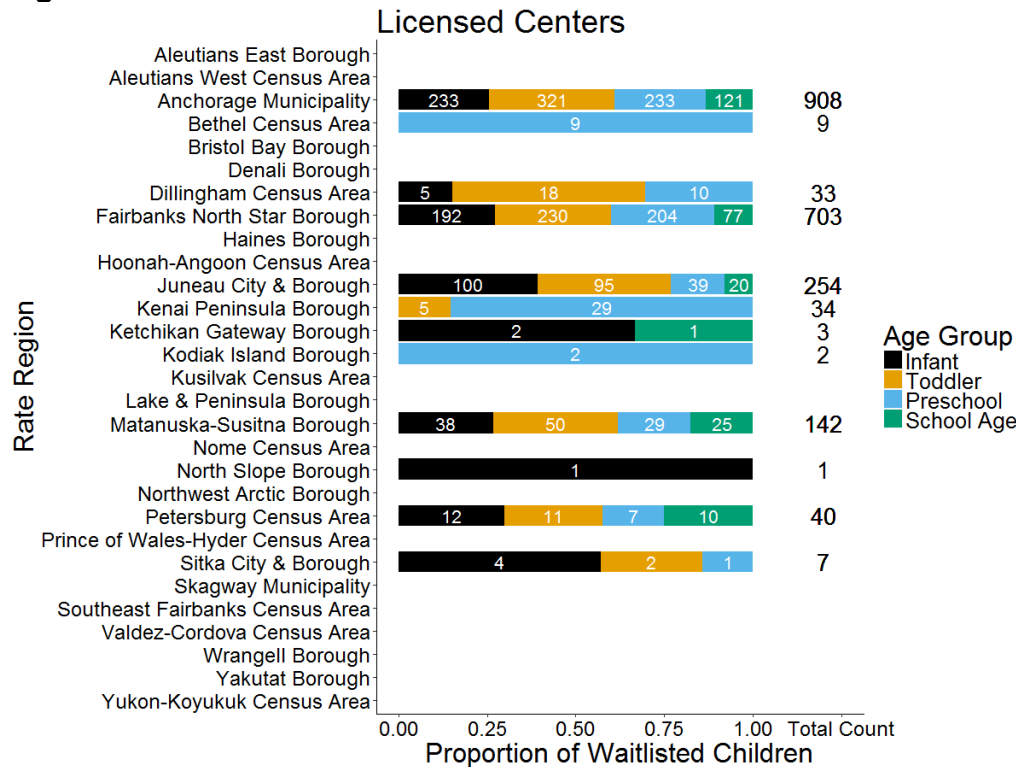 Licensed Centers
Aleutians East Borough
Aleutians West Census Area
Anchorage Municipality 233 321 233 121 908
Bethel Census Area 9 9
Bristol Bay Borough
Denali Borough
Dillingham Census Area 5 18 10 33
Fairbanks North Star Borough 192 230 204 77 703
Haines Borough
Hoonah-Angoon Census Area
Juneau City & Borough 100 95 39 20 254
Kenai Peninsula Borough 5 29 34
Ketchikan Gateway Borough 2 1 3
Kodiak Island Borough 2 2
Kusilvak Census Area
Lake & Peninsula Borough
Matanuska-Susitna Borough 38 50 29 25 142
Nome Census Area
North Slope Borough 1 1
Northwest Arctic Borough
Petersburg Census Area 12 11 7 10 40
Prince of Wales-Hyder Census Area
Sitka City & Borough 4 2 1 7
Skagway Municipality
Southeast Fairbanks Census Area
Valdez-Cordova Census Area
Wrangell Borough
Yakutat Borough
Yukon-Koyukuk Census Area
0.00 0.25 0.50 0.75 1.00 Total Count
Proportion of Waitlisted Children
Rate Region
Age Group
Infant
Toddler
Preschool
School Age